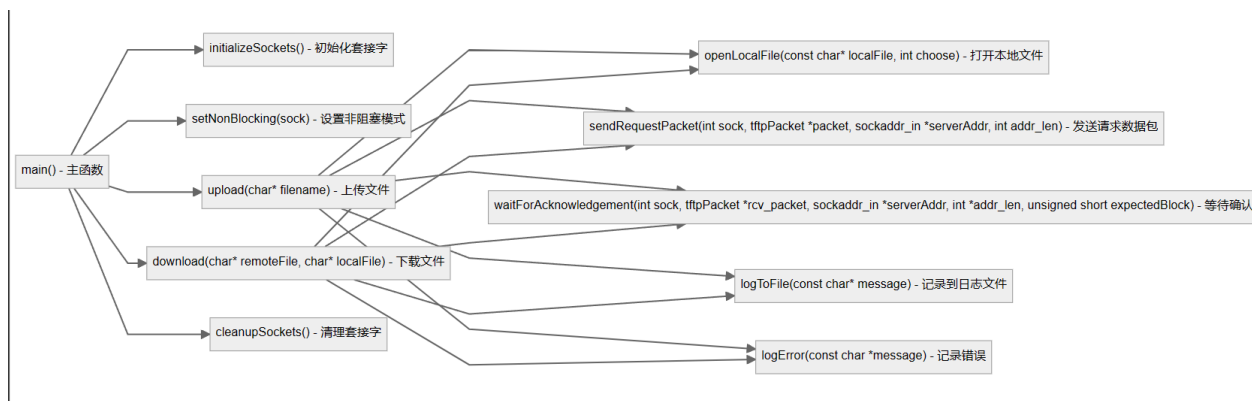 main() - 主函数
initializeSockets() - 初始化套接字
setNonBlocking(sock) - 设置非阻塞模式
upload(char* filename) - 上传文件
download(char* remoteFile, char* localFile) - 下载文件
cleanupSockets() - 清理套接字
openLocalFile(const char* localFile, int choose) - 打开本地文件
sendRequestPacket(int sock, tftpPacket *packet, sockaddr_in *serverAddr, int addr_len) - 发送请求数据包
waitForAcknowledgement(int sock, tftpPacket *rcv_packet, sockaddr_in *serverAddr, int *addr_len, unsigned short expectedBlock) - 等待确认
logToFile(const char* message) - 记录到日志文件
logError(const char *message) - 记录错误